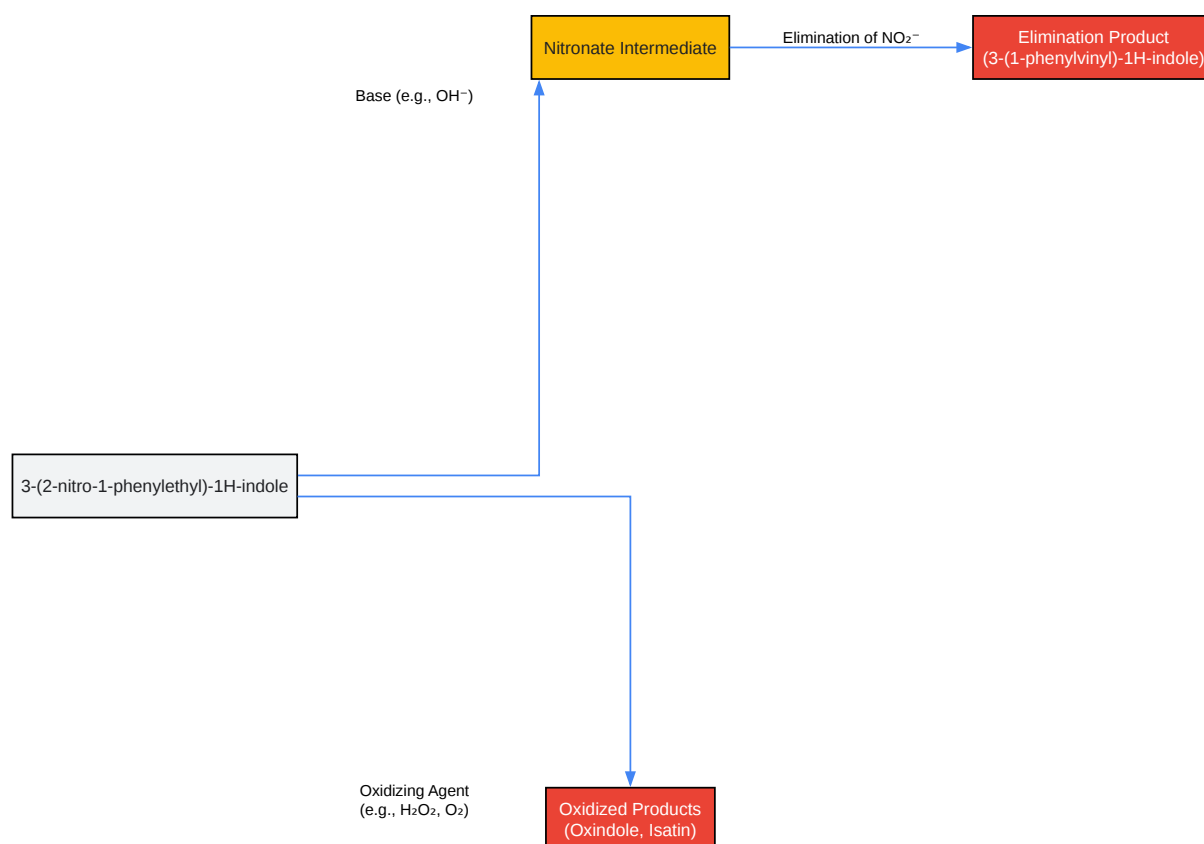 Nitronate Intermediate
Elimination of NO₂⁻
Elimination Product
(3-(1-phenylvinyl)-1H-indole)
Base (e.g., OH⁻)
3-(2-nitro-1-phenylethyl)-1H-indole
Oxidizing Agent
(e.g., H₂O₂, O₂)
Oxidized Products
(Oxindole, Isatin)